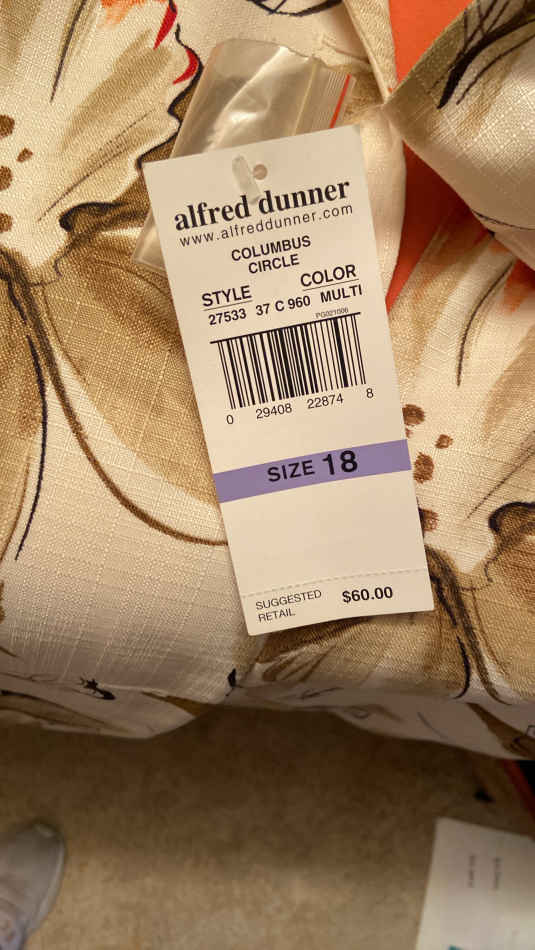 alfred dunner
www.alfreddunner.com
COLUMBUS
CIRCLE
STYLE COLOR
27533 37 C 960 MULTI
PG021006
0 29408 22874 8
SIZE 18
SUGGESTED
RETAIL
$60.00